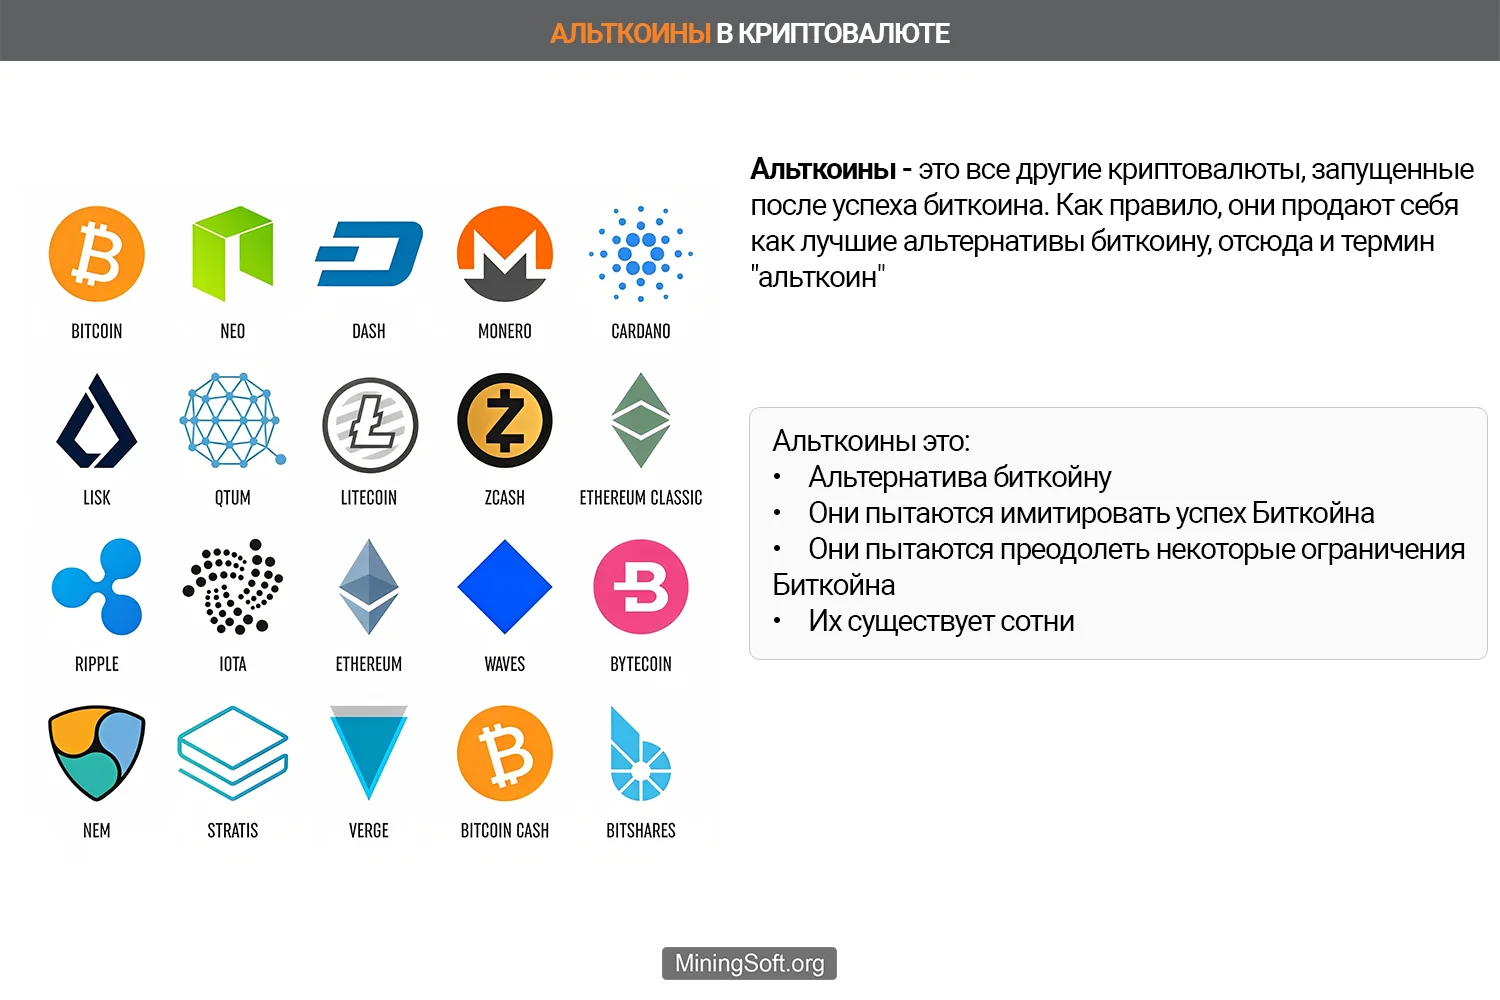 АЛЬТКОИНЫ В КРИПТОВАЛЮТЕ
Альткоины - это все другие криптовалюты, запущенные
после успеха биткоина. Как правило, они продают себя
как лучшие альтернативы биткоину, отсюда и термин
"альткоин"
BITCOIN NEO DASH MONERO CARDANO
LISK QTUM LITECOIN ZCASH ETHEREUM CLASSIC
RIPPLE IOTA ETHEREUM WAVES BYTECOIN
NEM STRATIS VERGE BITCOIN CASH BITSHARES
Альткоины это:
• Альтернатива биткойну
• Они пытаются имитировать успех Биткойна
• Они пытаются преодолеть некоторые ограничения
Биткойна
• Их существует сотни
MiningSoft.org